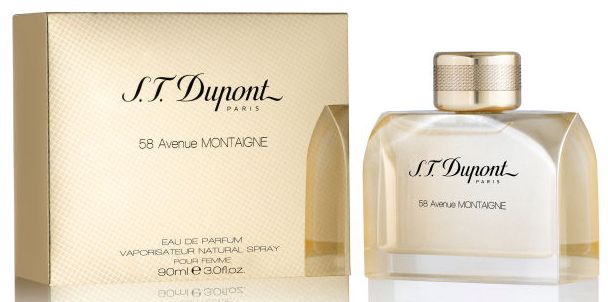 S.T. Dupont
PARIS
58 Avenue MONTAIGNE
EAU DE PARFUM
VAPORISATEUR NATURAL SPRAY
POUR FEMME
90ml e 3.0fl.oz.
S.T. Dupont
PARIS
58 Avenue MONTAIGNE